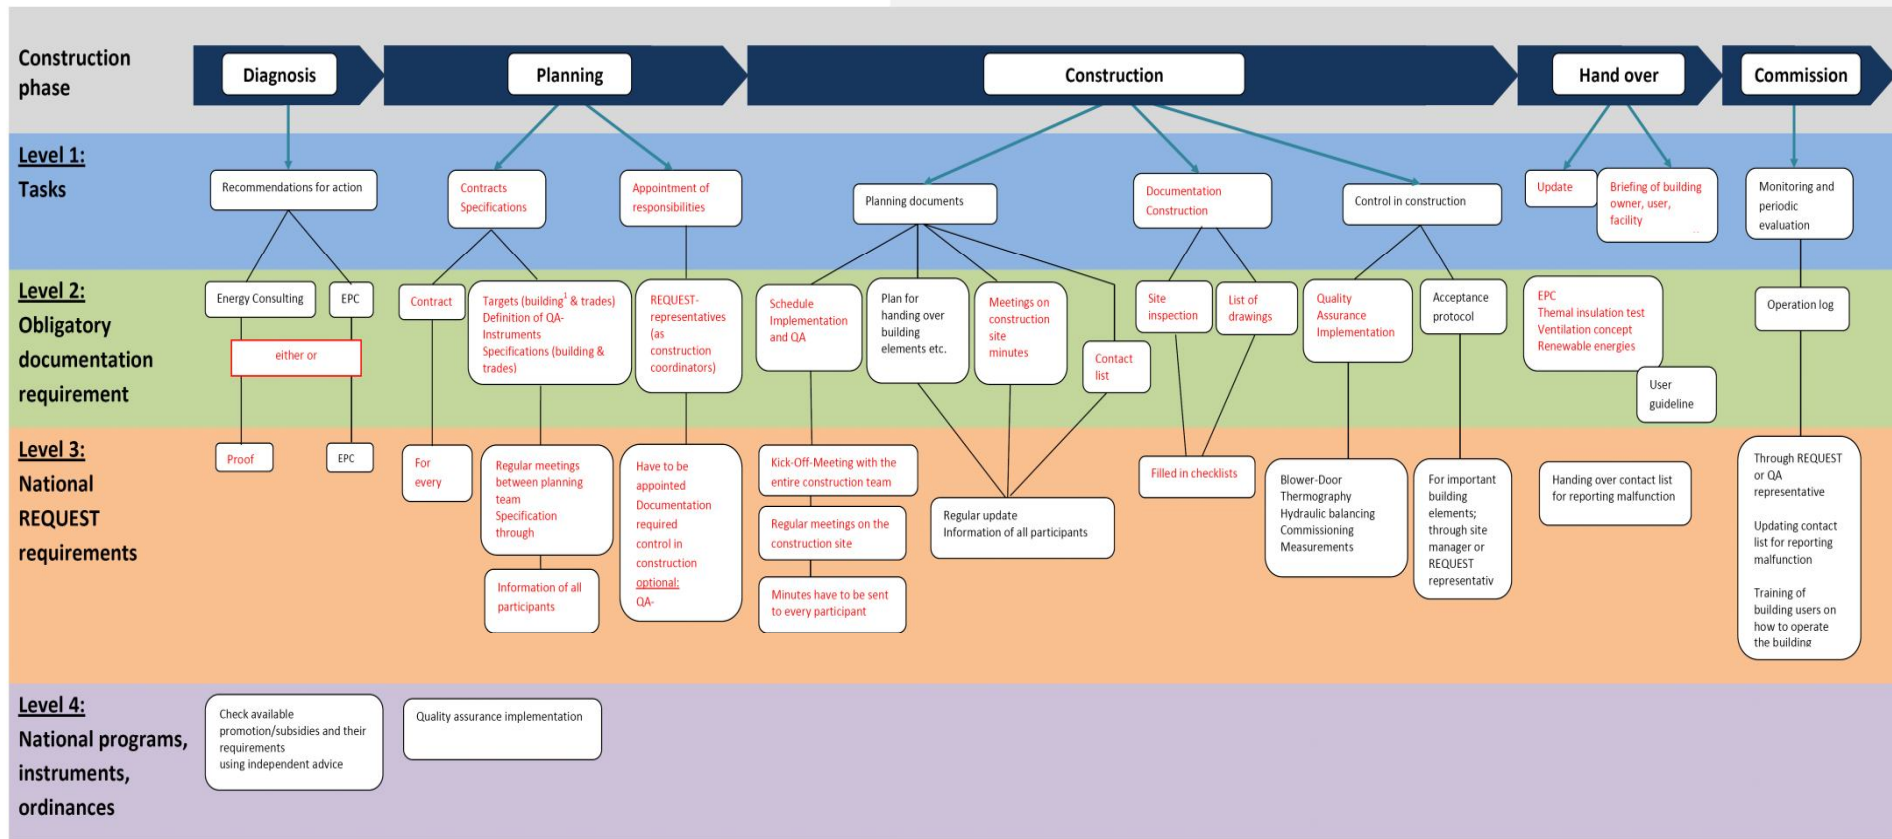 Construction
phase
Diagnosis
Planning
Construction
Hand over
Commission
Level 1:
Tasks
Recommendations for action
Contracts
Specifications
Appointment of
responsibilities
Planning documents
Documentation
Construction
Control in construction
Update
Briefing of building
owner, user,
facility
Monitoring and
periodic
evaluation
Level 2:
Obligatory
documentation
requirement
Energy Consulting
EPC
either or
Contract
Targets (building¹ & trades)
Definition of QA-
Instruments
Specifications (building &
trades)
REQUEST-
representatives
(as
construction
coordinators)
Schedule
Implementation
and QA
Plan for
handing over
building
elements etc.
Meetings on
construction
site
minutes
Contact
list
Site
inspection
List of
drawings
Quality
Assurance
Implementation
Acceptance
protocol
EPC
Themal insulation test
Ventilation concept
Renewable energies
User
guideline
Operation log
Level 3:
National
REQUEST
requirements
Proof
EPC
For
every
Regular meetings
between planning
team
Specification
through
Information of all
participants
Have to be
appointed
Documentation
required
control in
construction
optional:
QA-
Kick-Off-Meeting with the
entire construction team
Regular meetings on the
construction site
Minutes have to be sent
to every participant
Regular update
Information of all participants
Filled in checklists
Blower-Door
Thermography
Hydraulic balancing
Commissioning
Measurements
For important
building
elements;
through site
manager or
REQUEST
representativ
Handing over contact list
for reporting malfunction
Through REQUEST
or QA
representative
Updating contact
list for reporting
malfunction
Training of
building users on
how to operate
the building
Level 4:
National programs,
instruments,
ordinances
Check available
promotion/subsidies and their
requirements
using independent advice
Quality assurance implementation